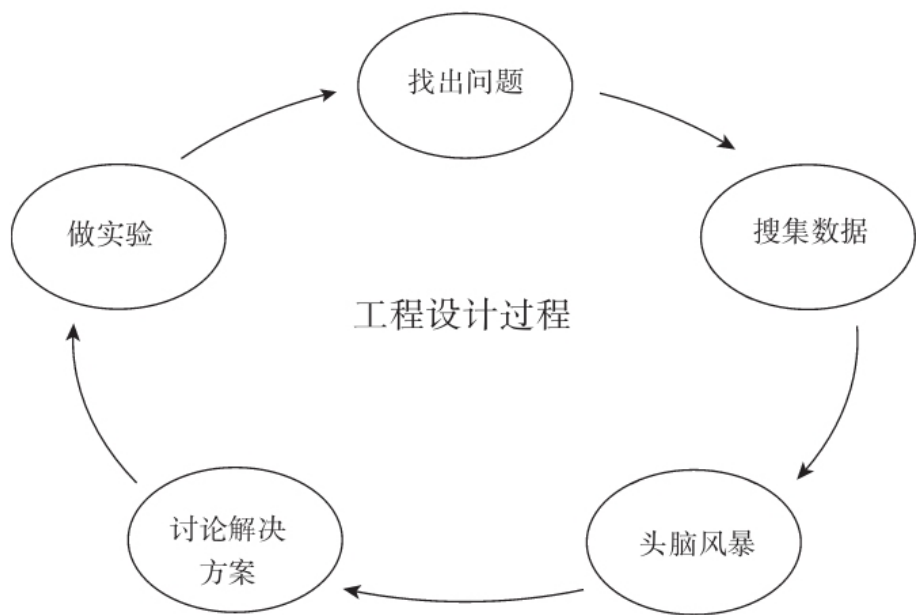 找出问题
搜集数据
头脑风暴
讨论解决
方案
做实验
工程设计过程